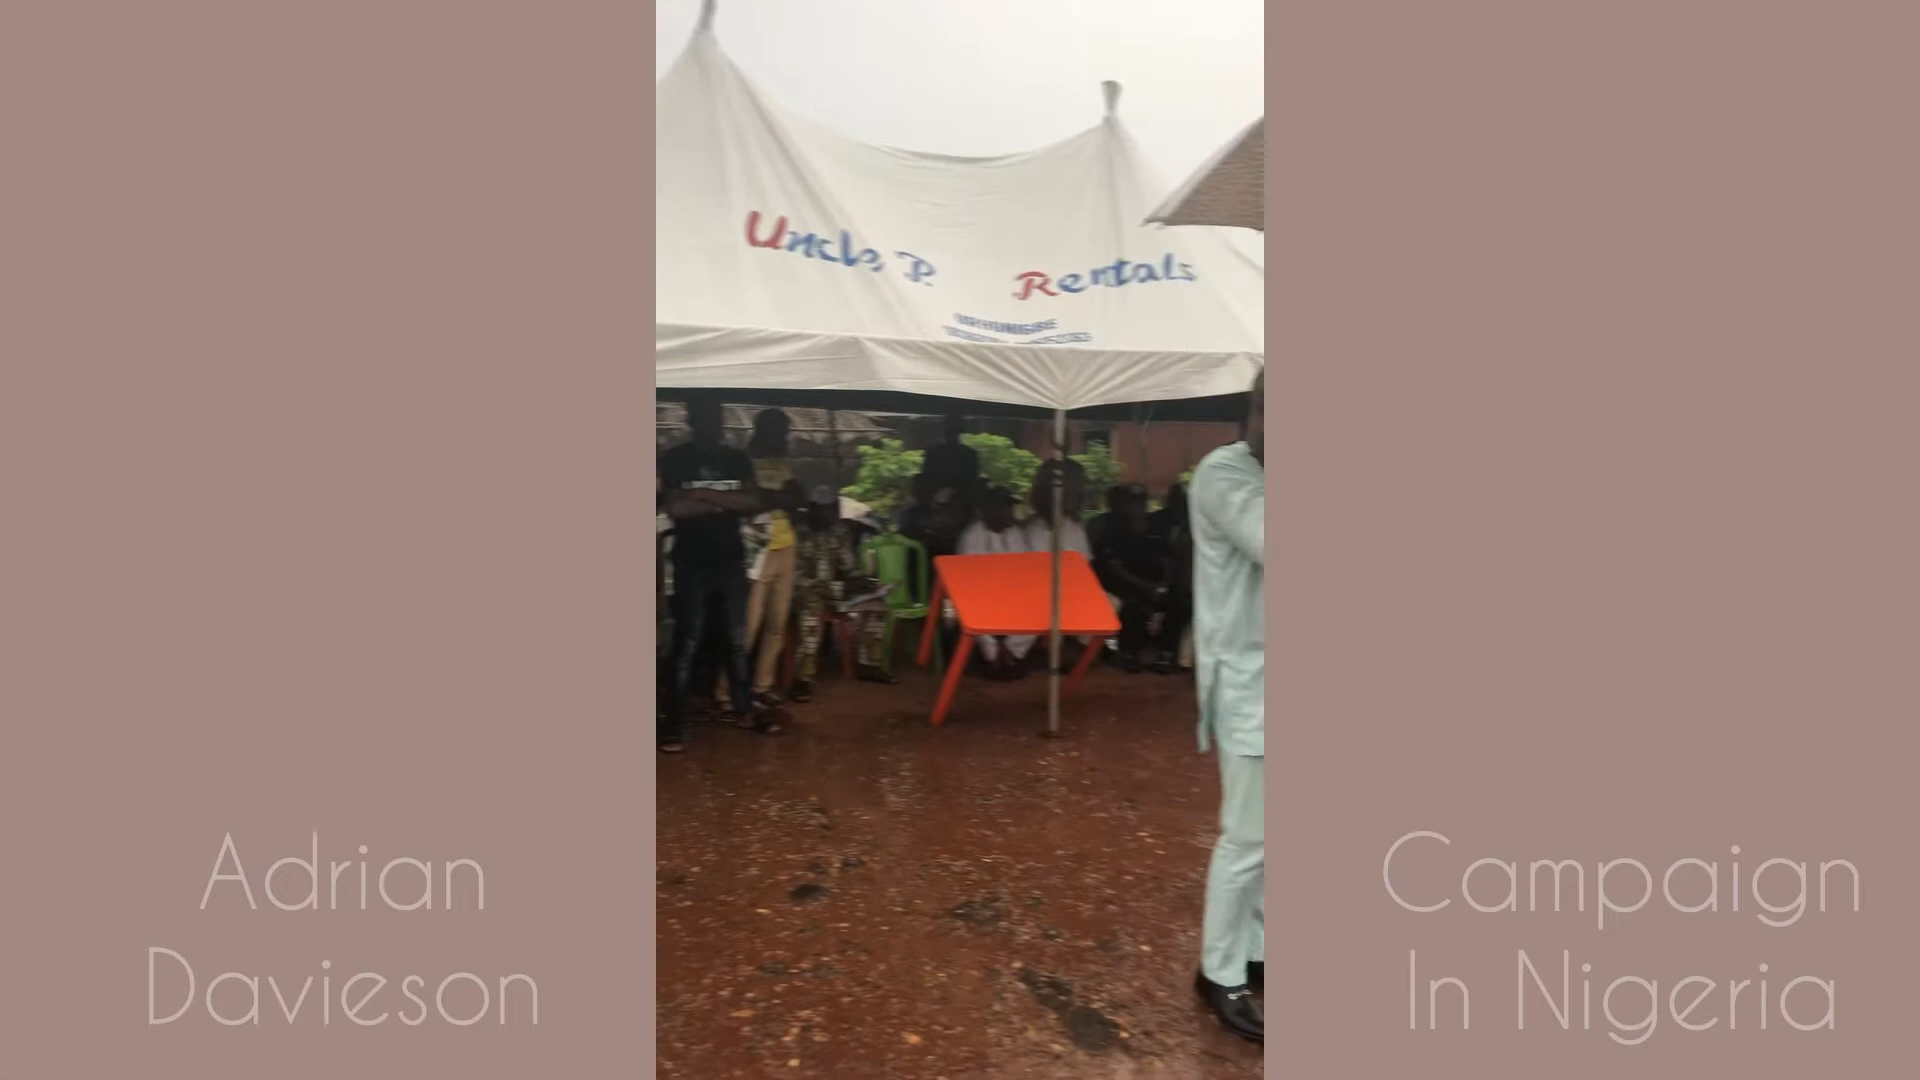 Uncle P. Rentals
Adrian
Davieson
Campaign
In Nigeria